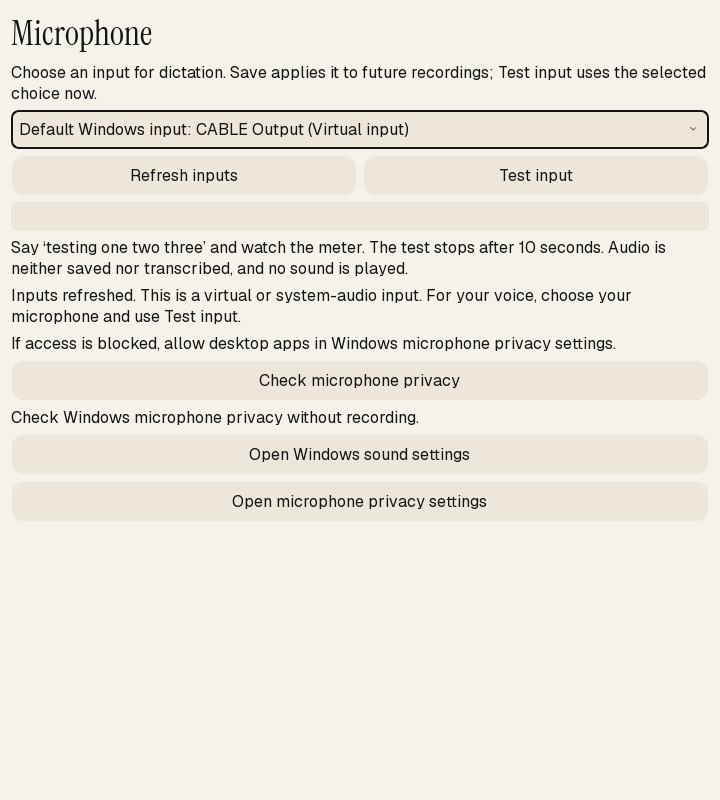 Microphone
Choose an input for dictation. Save applies it to future recordings; Test input uses the selected
choice now.
Default Windows input: CABLE Output (Virtual input)
Refresh inputs
Test input
Say ‘testing one two three’ and watch the meter. The test stops after 10 seconds. Audio is
neither saved nor transcribed, and no sound is played.
Inputs refreshed. This is a virtual or system-audio input. For your voice, choose your
microphone and use Test input.
If access is blocked, allow desktop apps in Windows microphone privacy settings.
Check microphone privacy
Check Windows microphone privacy without recording.
Open Windows sound settings
Open microphone privacy settings